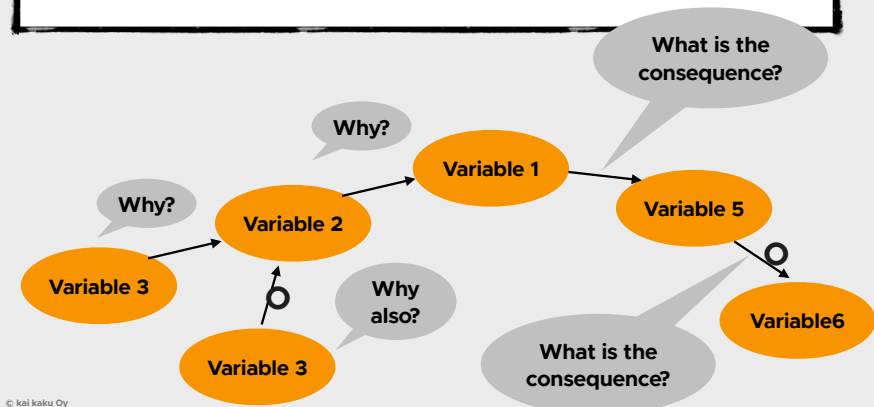 What is the
consequence?
Why?
Variable 1
Why?
Variable 2
Variable 5
Variable 3
Why
also?
Variable6
Variable 3
What is the
consequence?
© kai kaku Oy